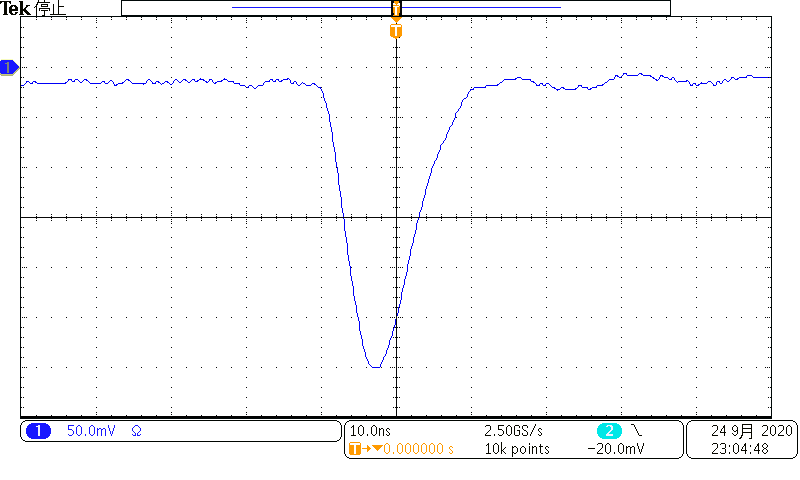 Tek 停止
T
T
1
1 50.0mV Ω
10.0ns 2.50GS/s 2 -20.0mV
T→▼0.000000 s 10k points
24 9月 2020
23:04:48